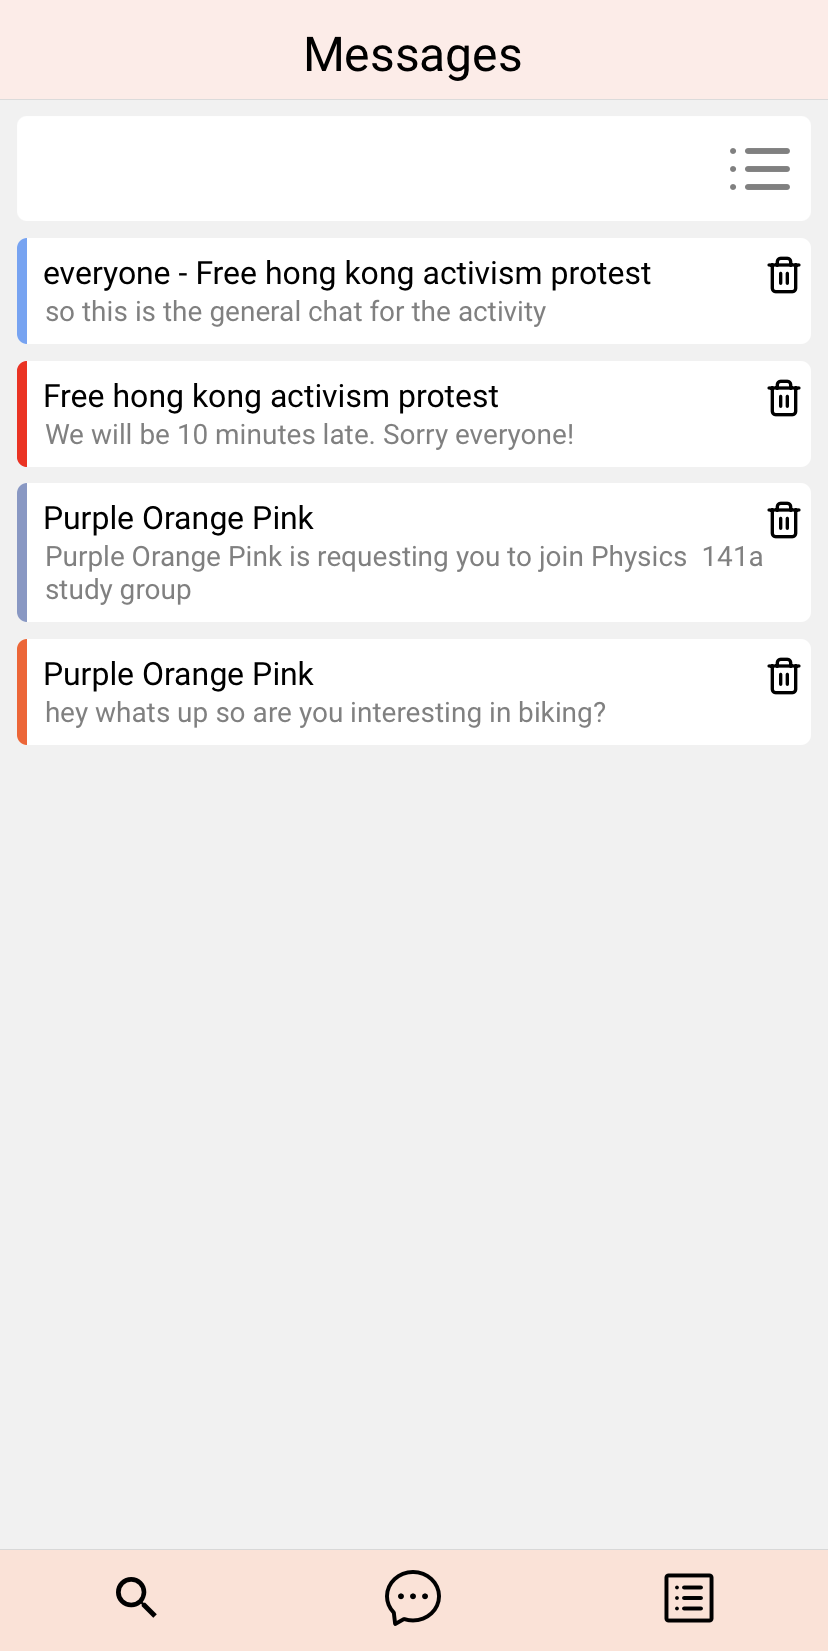 Messages
everyone - Free hong kong activism protest
so this is the general chat for the activity
Free hong kong activism protest
We will be 10 minutes late. Sorry everyone!
Purple Orange Pink
Purple Orange Pink is requesting you to join Physics  141a
study group
Purple Orange Pink
hey whats up so are you interesting in biking?